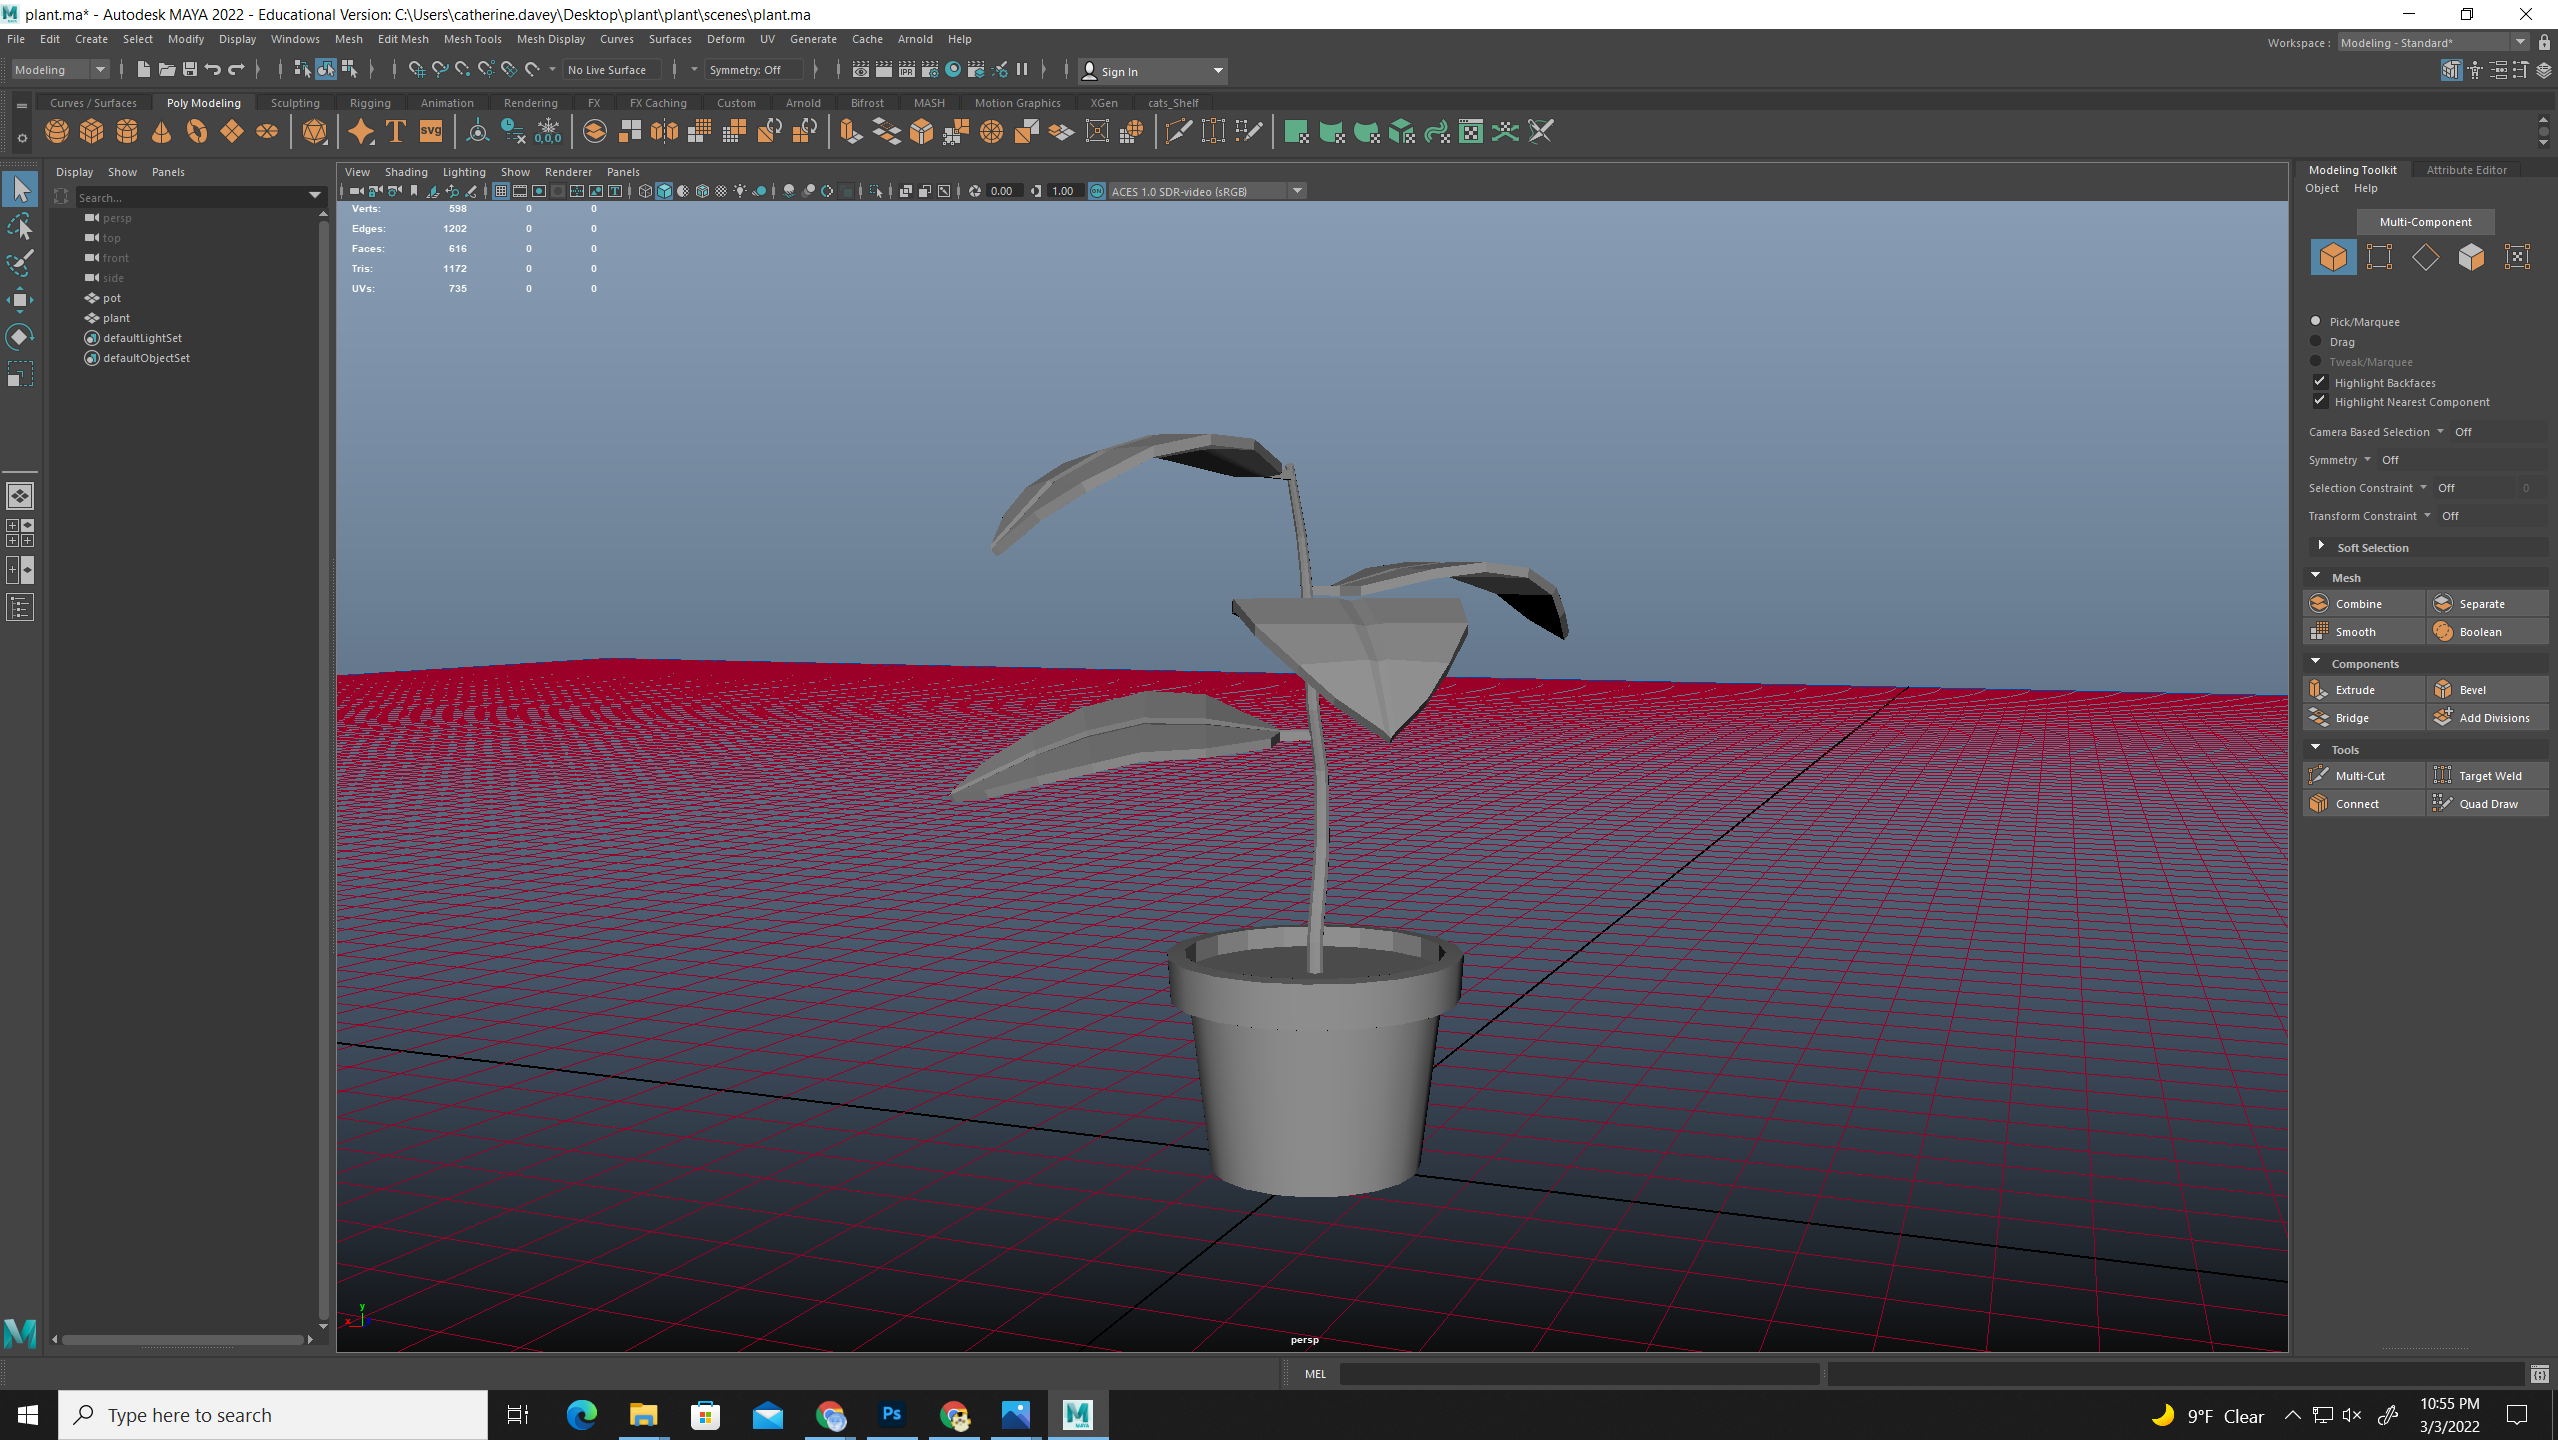 plant.ma* - Autodesk MAYA 2022 - Educational Version: C:\Users\catherine.davey\Desktop\plant\plant\scenes\plant.ma
File Edit Create Select Modify Display Windows Mesh Edit Mesh Mesh Tools Mesh Display Curves Surfaces Deform UV Generate Cache Arnold Help
Workspace : Modeling - Standard*
Modeling No Live Surface Symmetry: Off IPR Sign In
Curves / Surfaces Poly Modeling Sculpting Rigging Animation Rendering FX FX Caching Custom Arnold Bifrost MASH Motion Graphics XGen cats_Shelf
T SVG 0,0,0
Display Show Panels
Search...
persp
top
front
side
pot
plant
defaultLightSet
defaultObjectSet
View Shading Lighting Show Renderer Panels
0.00 1.00 ON ACES 1.0 SDR-video (sRGB)
Verts: 598 0 0
Edges: 1202 0 0
Faces: 616 0 0
Tris: 1172 0 0
UVs: 735 0 0
y
x
persp
Modeling Toolkit Attribute Editor
Object Help
Multi-Component
Pick/Marquee
Drag
Tweak/Marquee
Highlight Backfaces
Highlight Nearest Component
Camera Based Selection Off
Symmetry Off
Selection Constraint Off 0
Transform Constraint Off
Soft Selection
Mesh
Combine Separate
Smooth Boolean
Components
Extrude Bevel
Bridge Add Divisions
Tools
Multi-Cut Target Weld
Connect Quad Draw
M
MEL
Type here to search
Ps
M
MAYA
9°F Clear
10:55 PM
3/3/2022